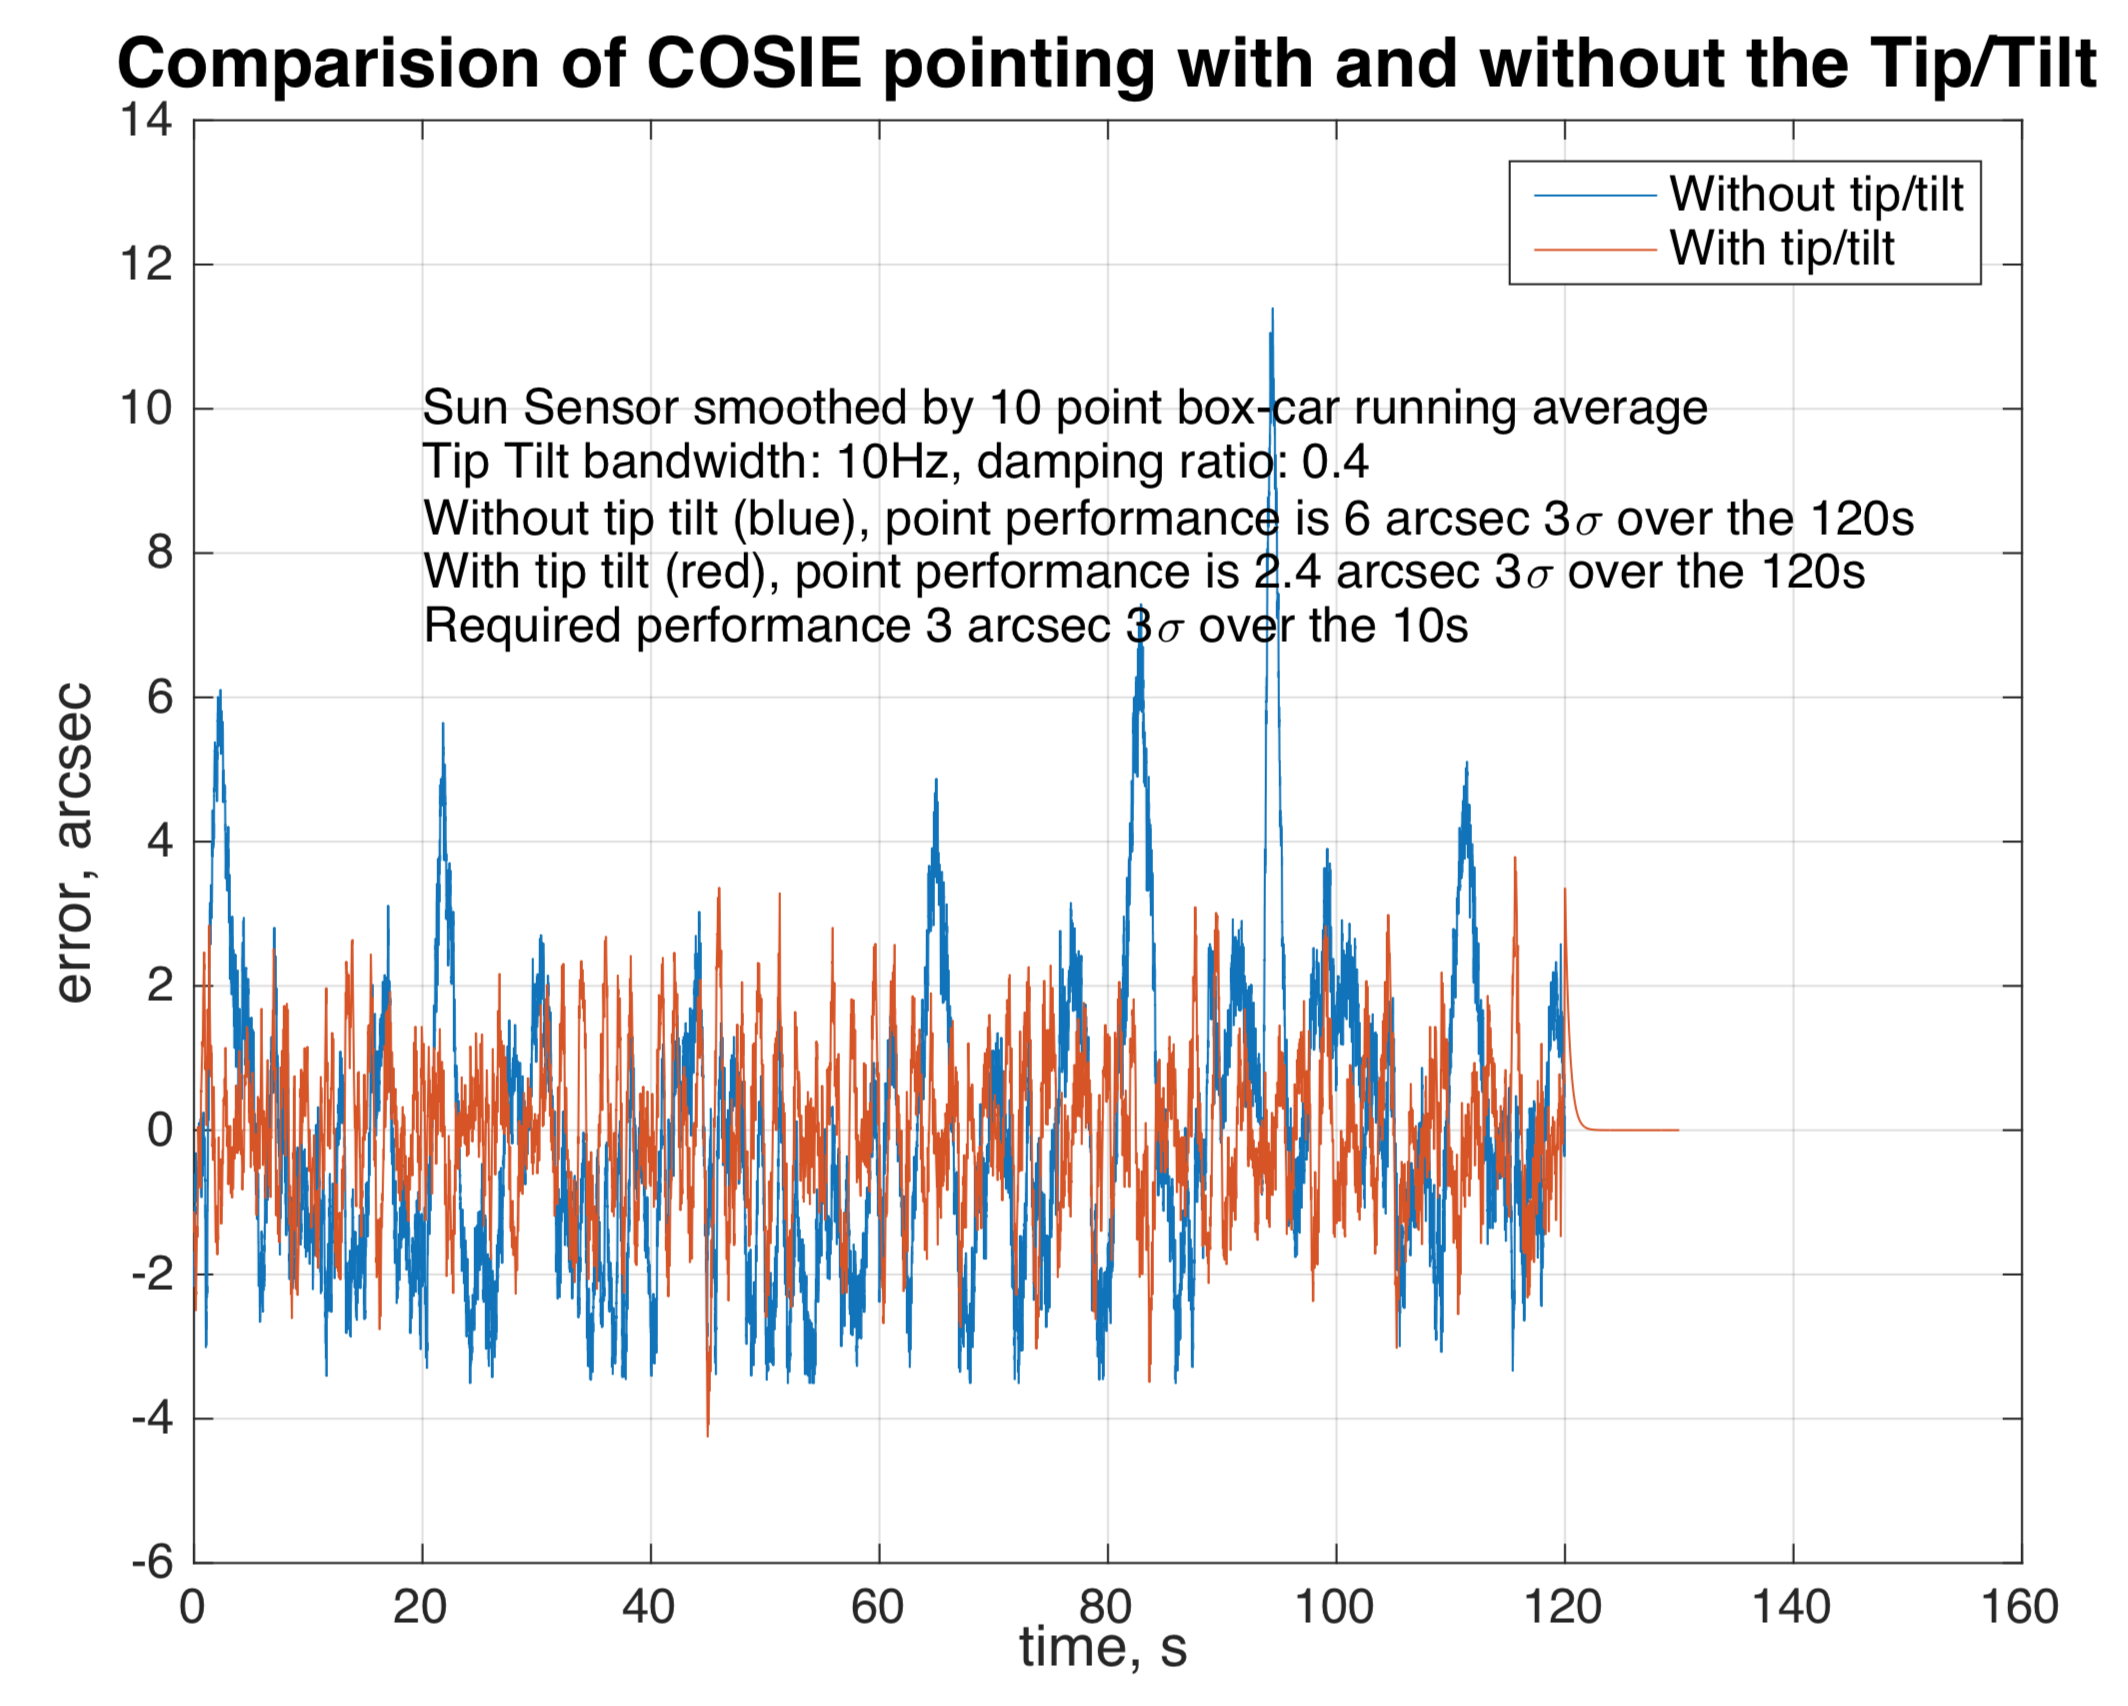 Comparision of COSIE pointing with and without the Tip/Tilt
14
12
10
8
6
4
2
0
-2
-4
-6
error, arcsec
Without tip/tilt
With tip/tilt
Sun Sensor smoothed by 10 point box-car running average
Tip Tilt bandwidth: 10Hz, damping ratio: 0.4
Without tip tilt (blue), point performance is 6 arcsec 3σ over the 120s
With tip tilt (red), point performance is 2.4 arcsec 3σ over the 120s
Required performance 3 arcsec 3σ over the 10s
0 20 40 60 80 100 120 140 160
time, s